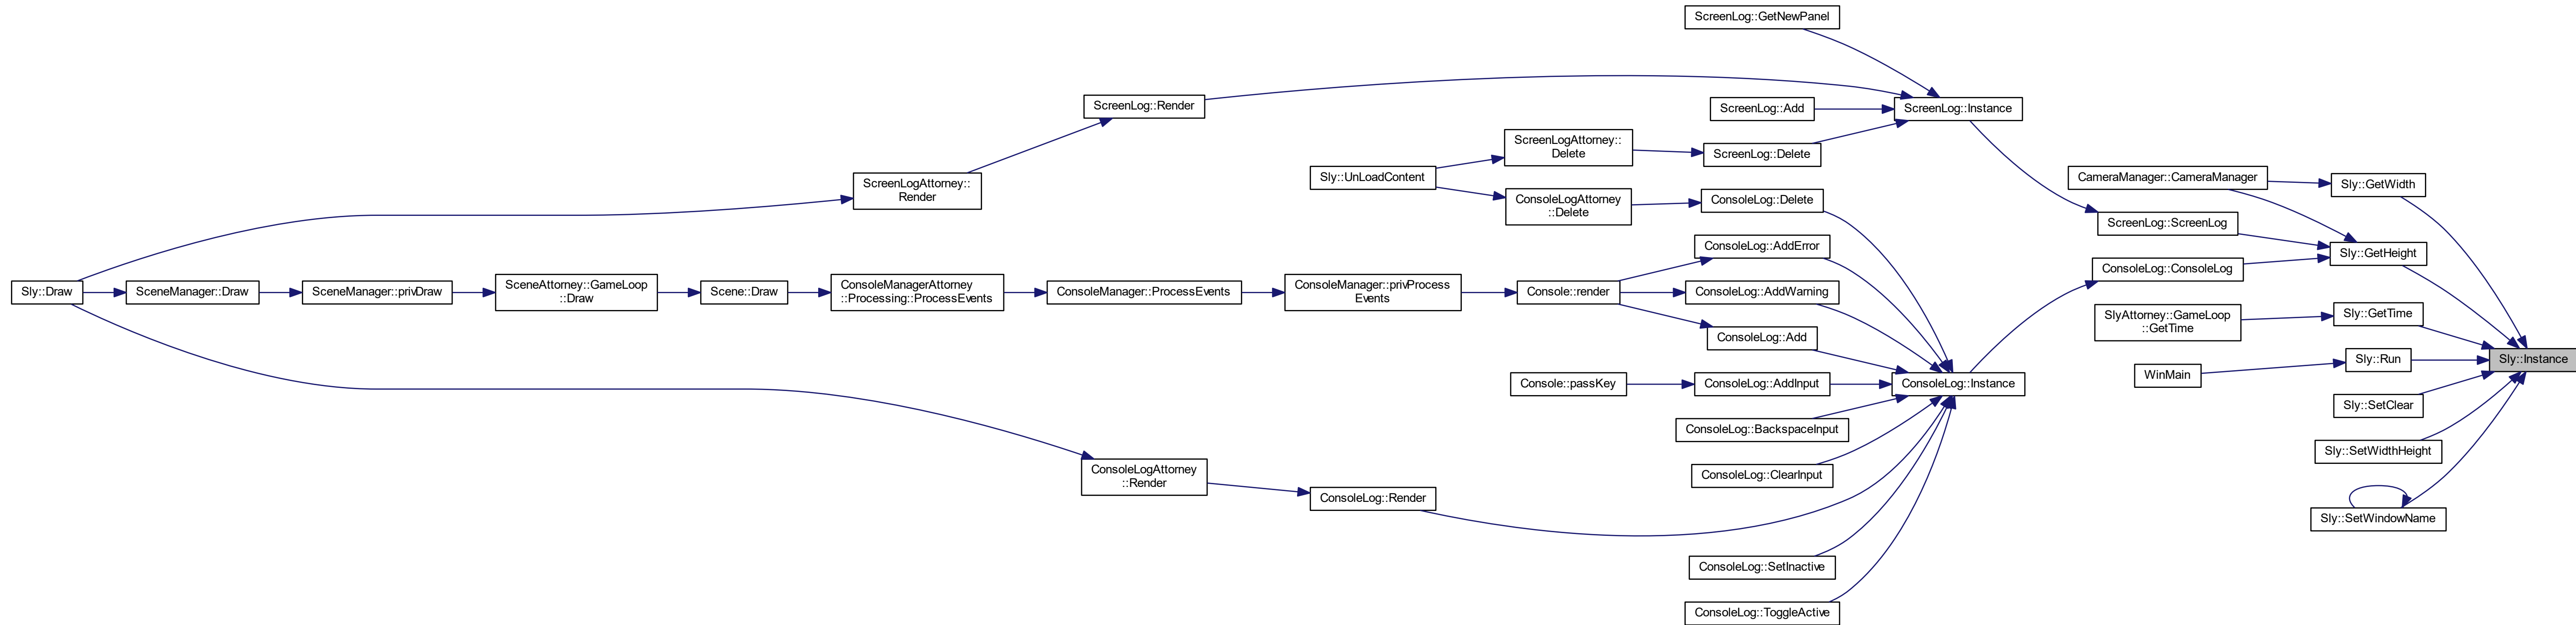 ScreenLog::GetNewPanel
ScreenLog::Render
ScreenLog::Add
ScreenLog::Instance
ScreenLogAttorney::
Delete
ScreenLog::Delete
Sly::UnLoadContent
CameraManager::CameraManager
Sly::GetWidth
ScreenLogAttorney::
Render
ConsoleLogAttorney
::Delete
ConsoleLog::Delete
ScreenLog::ScreenLog
ConsoleLog::AddError
Sly::GetHeight
ConsoleLog::ConsoleLog
Sly::Draw
SceneManager::Draw
SceneManager::privDraw
SceneAttorney::GameLoop
::Draw
Scene::Draw
ConsoleManagerAttorney
::Processing::ProcessEvents
ConsoleManager::ProcessEvents
ConsoleManager::privProcess
Events
Console::render
ConsoleLog::AddWarning
SlyAttorney::GameLoop
::GetTime
Sly::GetTime
ConsoleLog::Add
Sly::Run
Sly::Instance
WinMain
Console::passKey
ConsoleLog::AddInput
ConsoleLog::Instance
Sly::SetClear
ConsoleLog::BackspaceInput
Sly::SetWidthHeight
ConsoleLogAttorney
::Render
ConsoleLog::ClearInput
ConsoleLog::Render
Sly::SetWindowName
ConsoleLog::SetInactive
ConsoleLog::ToggleActive